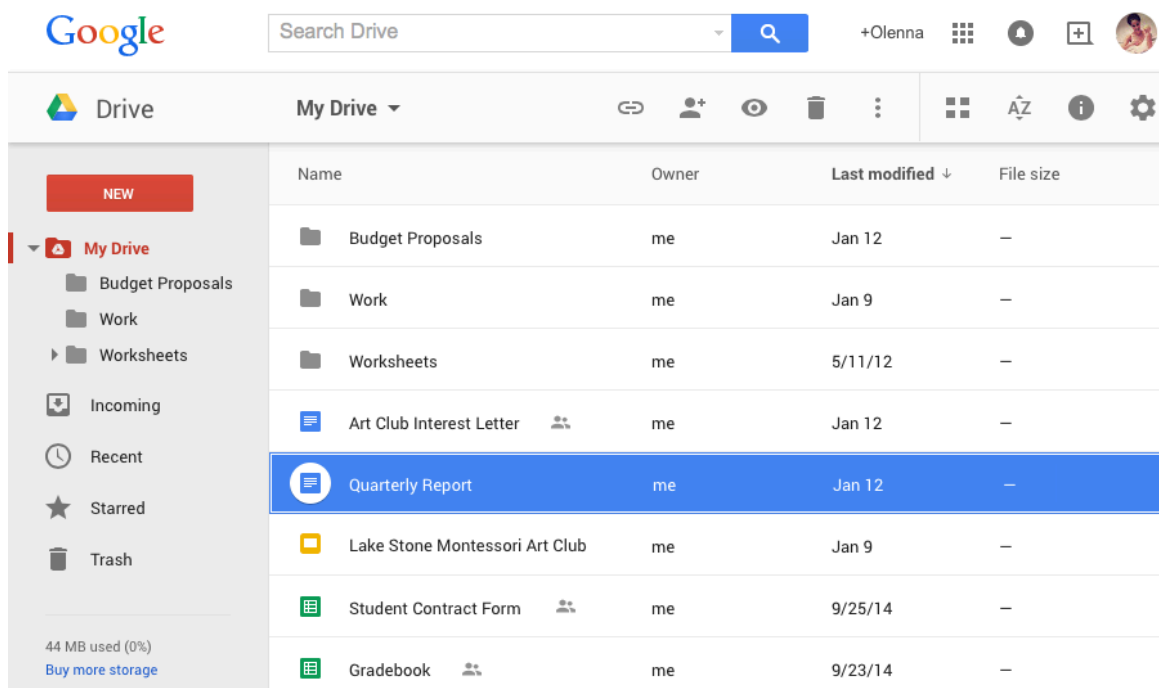 Google
Search Drive
+Olenna
Drive
My Drive
AZ
NEW
My Drive
Budget Proposals
Work
Worksheets
Incoming
Recent
Starred
Trash
44 MB used (0%)
Buy more storage
Name Owner Last modified File size
Budget Proposals me Jan 12 —
Work me Jan 9 —
Worksheets me 5/11/12 —
Art Club Interest Letter me Jan 12 —
Quarterly Report me Jan 12 —
Lake Stone Montessori Art Club me Jan 9 —
Student Contract Form me 9/25/14 —
Gradebook me 9/23/14 —